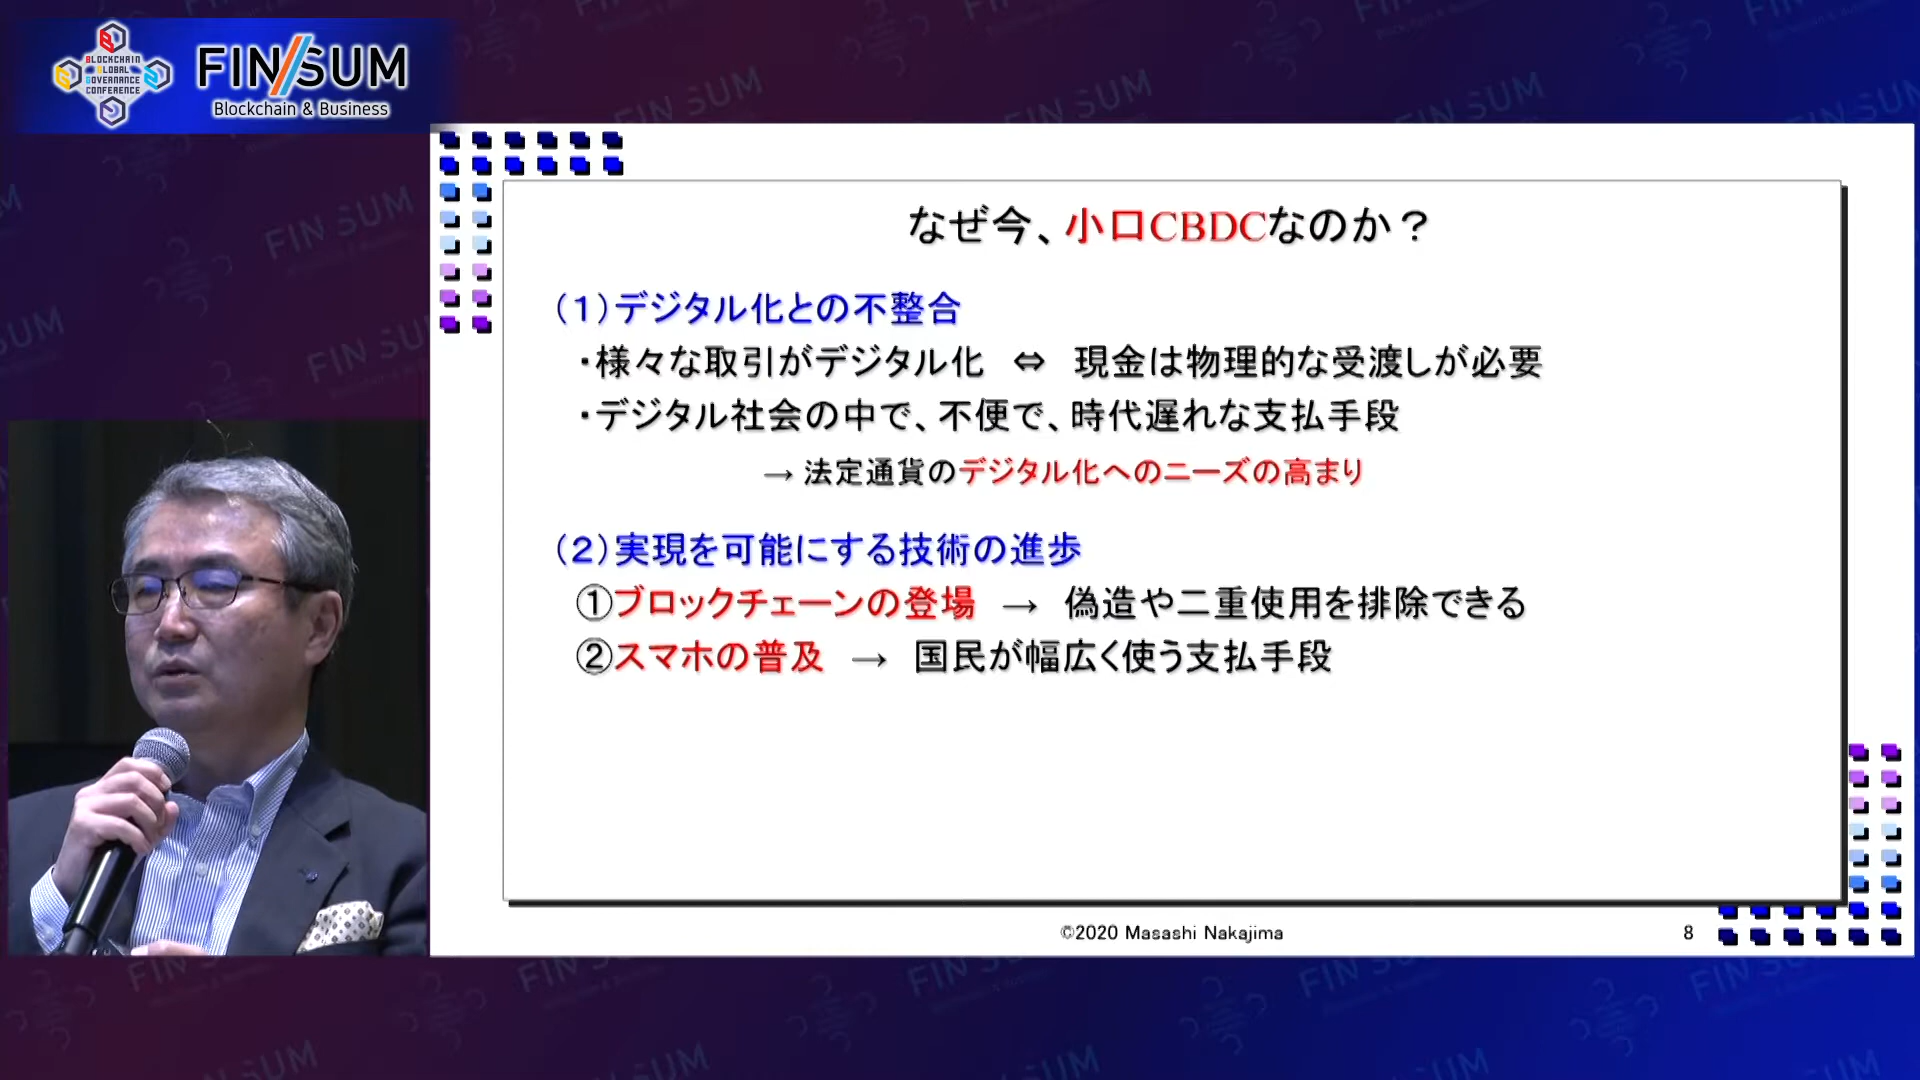 BLOCKCHAIN
GLOBAL
GOVERNANCE
CONFERENCE
FIN/SUM
Blockchain & Business
なぜ今、小口CBDCなのか？
（１）デジタル化との不整合
・様々な取引がデジタル化 ⇔ 現金は物理的な受渡しが必要
・デジタル社会の中で、不便で、時代遅れな支払手段
→ 法定通貨のデジタル化へのニーズの高まり
（２）実現を可能にする技術の進歩
①ブロックチェーンの登場 → 偽造や二重使用を排除できる
②スマホの普及 → 国民が幅広く使う支払手段
©2020 Masashi Nakajima
8